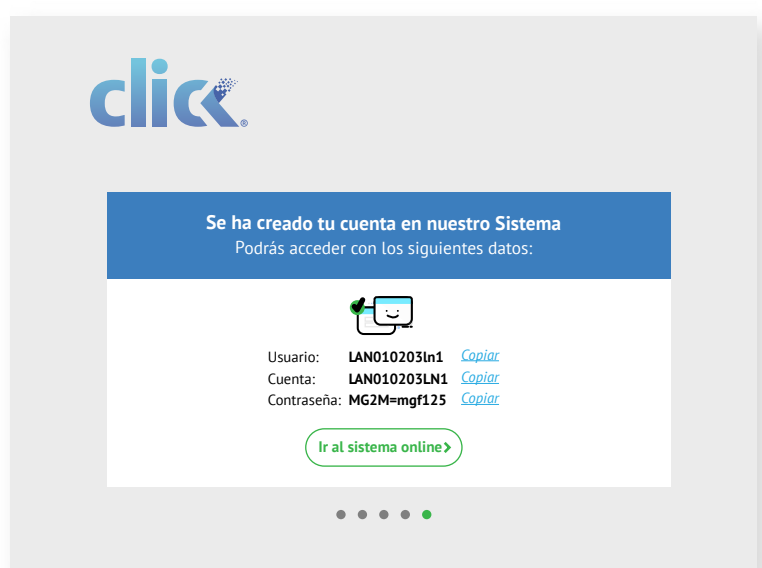 click®
Se ha creado tu cuenta en nuestro Sistema
Podrás acceder con los siguientes datos:
Usuario: LAN010203ln1 Copiar
Cuenta: LAN010203LN1 Copiar
Contraseña: MG2M=mgf125 Copiar
Ir al sistema online>